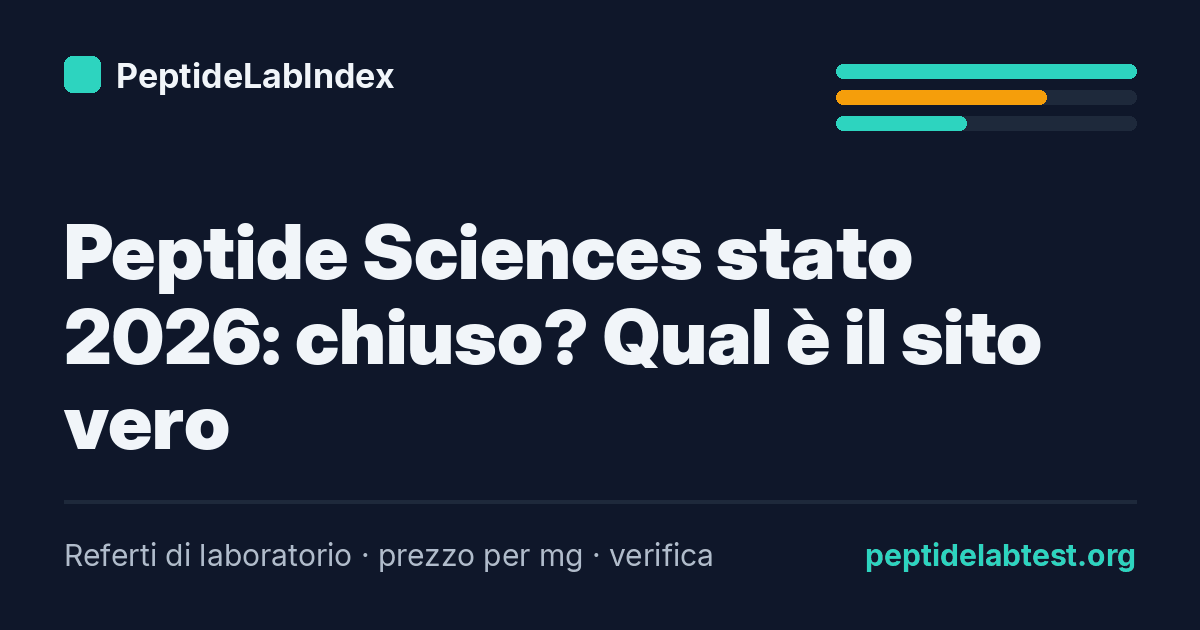 PeptideLabIndex
Peptide Sciences stato
2026: chiuso? Qual è il sito
vero
Referti di laboratorio · prezzo per mg · verifica
peptidelabtest.org